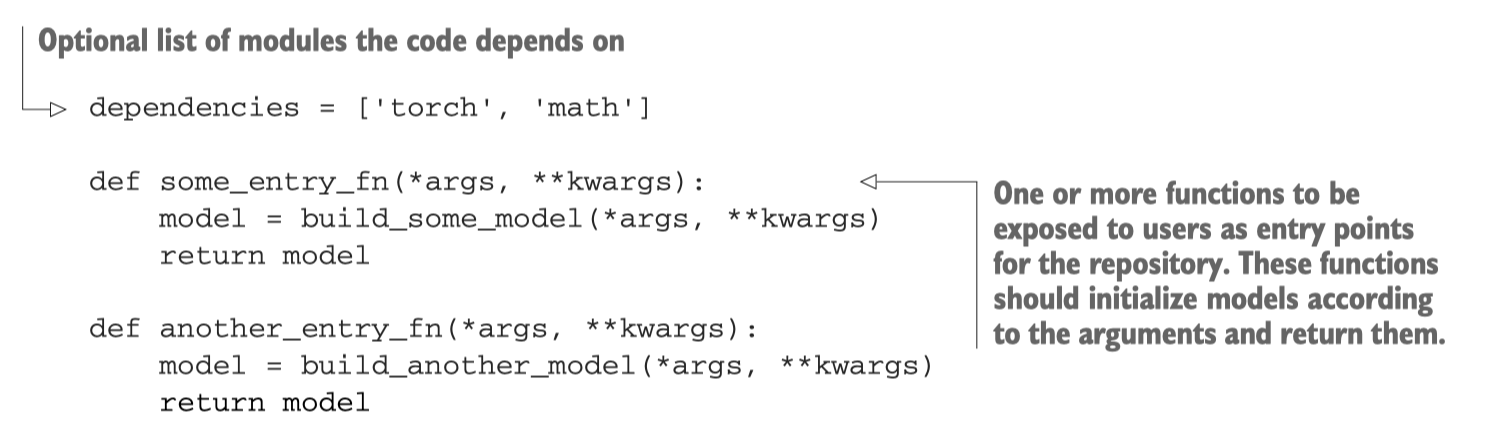 Optional list of modules the code depends on
dependencies = ['torch', 'math']
def some_entry_fn(*args, **kwargs):
    model = build_some_model(*args, **kwargs)
    return model
One or more functions to be
exposed to users as entry points
for the repository. These functions
should initialize models according
to the arguments and return them.
def another_entry_fn(*args, **kwargs):
    model = build_another_model(*args, **kwargs)
    return model